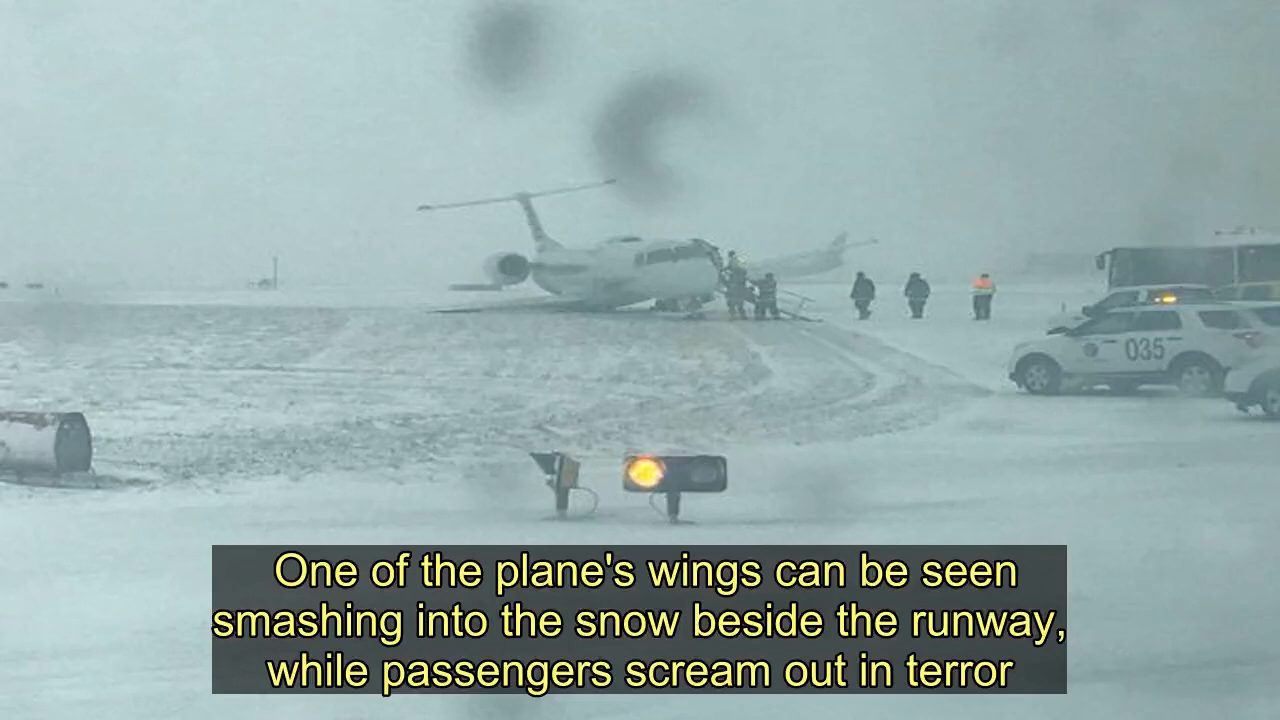 035
One of the plane's wings can be seen
smashing into the snow beside the runway,
while passengers scream out in terror